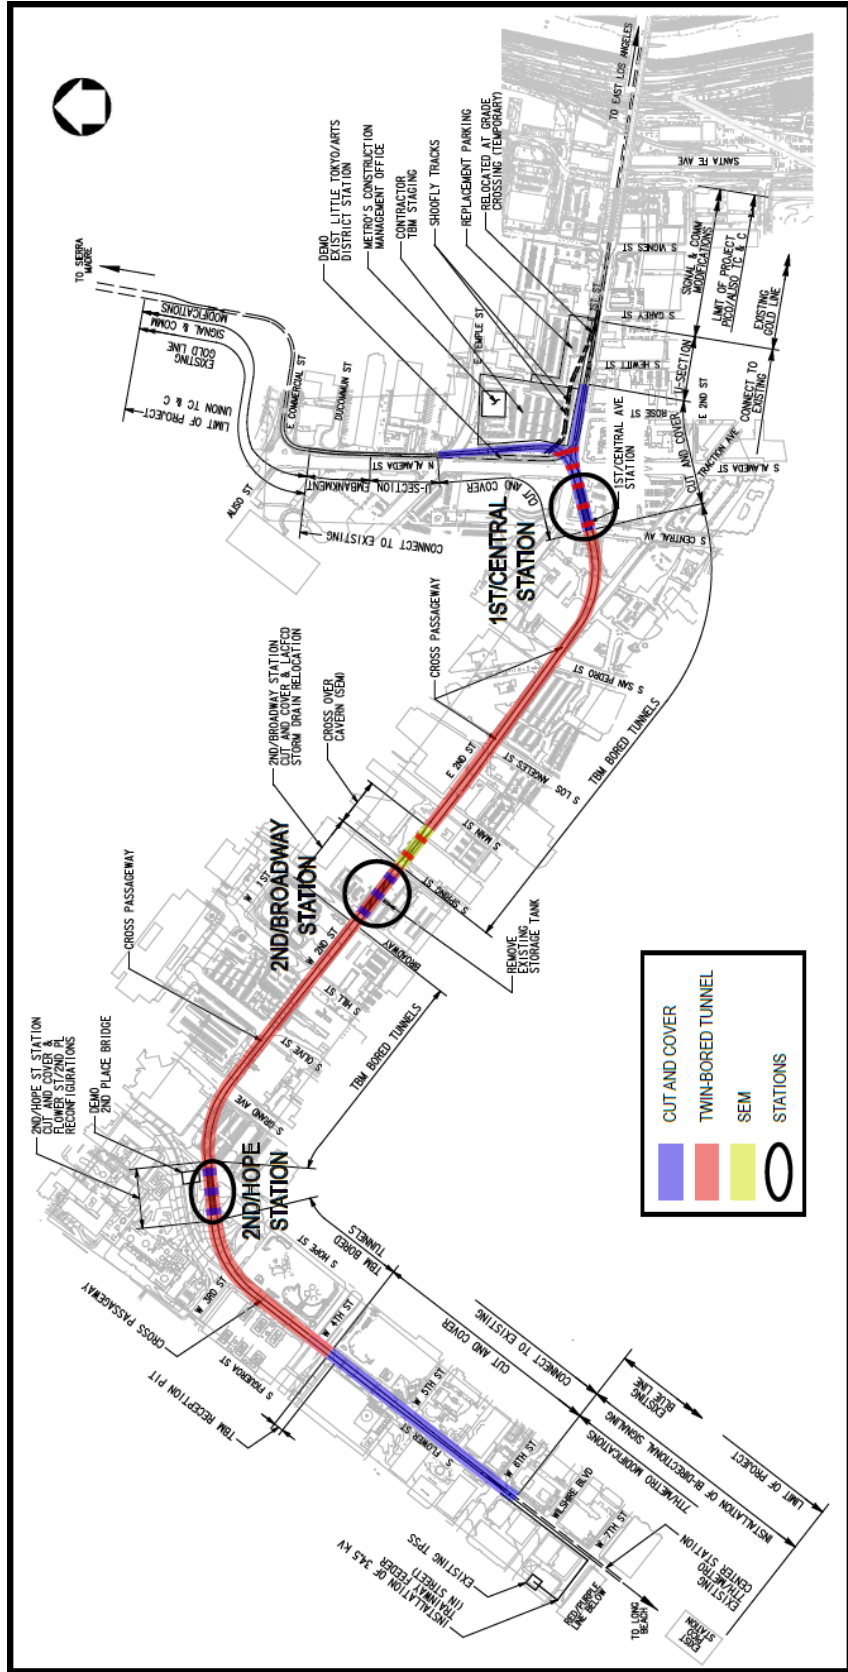 TO SIERRA
MADRE
LIMIT OF PROJECT
UNION TC & C
EXISTING
GOLD LINE
SIGNAL & COMM
MODIFICATIONS
E COMMERCIAL ST
DUCOMMUN ST
ALISO ST
N ALAMEDA ST
U-SECTION EMBANKMENT
CUT AND COVER
CONNECT TO EXISTING
DEMO
EXIST LITTLE TOKYO/ARTS
DISTRICT STATION
METRO'S CONSTRUCTION
MANAGEMENT OFFICE
CONTRACTOR
TBM STAGING
SHOOFLY TRACKS
REPLACEMENT PARKING
RELOCATED AT GRADE
CROSSING (TEMPORARY)
TO EAST LOS ANGELES
SANTA FE AVE
E TEMPLE ST
E 1ST ST
S VIGNES ST
S GAREY ST
S HEWITT ST
ROSE ST
E 2ND ST
TRACTION AVE
S ALAMEDA ST
S CENTRAL AV
SIGNAL & COMM
MODIFICATIONS
LIMIT OF PROJECT
PICO/ALISO TC & C
EXISTING
GOLD LINE
U-SECTION
CONNECT TO
EXISTING
CUT AND COVER
1ST/CENTRAL AVE
STATION
1ST/CENTRAL
STATION
CROSS PASSAGEWAY
S SAN PEDRO ST
S LOS
ANGELES ST
E 2ND ST
S MAIN ST
S SPRING ST
TBM BORED TUNNELS
2ND/BROADWAY STATION
CUT AND COVER & LACFCD
STORM DRAIN RELOCATION
CROSS OVER
CAVERN (SEM)
2ND/BROADWAY
STATION
REMOVE
EXISTING
STORAGE TANK
W 1ST
W 2ND ST
BROADWAY
S HILL ST
S OLIVE ST
S GRAND AVE
CROSS PASSAGEWAY
TBM BORED TUNNELS
2ND/HOPE ST STATION
CUT AND COVER &
FLOWER ST/2ND PL
RECONFIGURATIONS
DEMO
2ND PLACE BRIDGE
2ND/HOPE
STATION
S HOPE ST
W 3RD ST
W 4TH ST
S FIGUEROA ST
CROSS PASSAGEWAY
TBM RECEPTION PIT
TBM BORED
TUNNELS
CUT AND COVER
CONNECT TO EXISTING
W 5TH ST
S FLOWER ST
W 6TH ST
WILSHIRE BLVD
W 7TH ST
EXISTING
BLUE LINE
7TH/METRO MODIFICATIONS
INSTALLATION OF BI-DIRECTIONAL SIGNALING
LIMIT OF PROJECT
INSTALLATION OF 34.5 KV
TRAINWAY FEEDER
(IN STREET)
EXISTING TPSS
RED/PURPLE
LINE BELOW
TO LONG
BEACH
EXISTING
7TH/METRO
CENTER STATION
EXIST
PICO
STATION
CUT AND COVER
TWIN-BORED TUNNEL
SEM
STATIONS